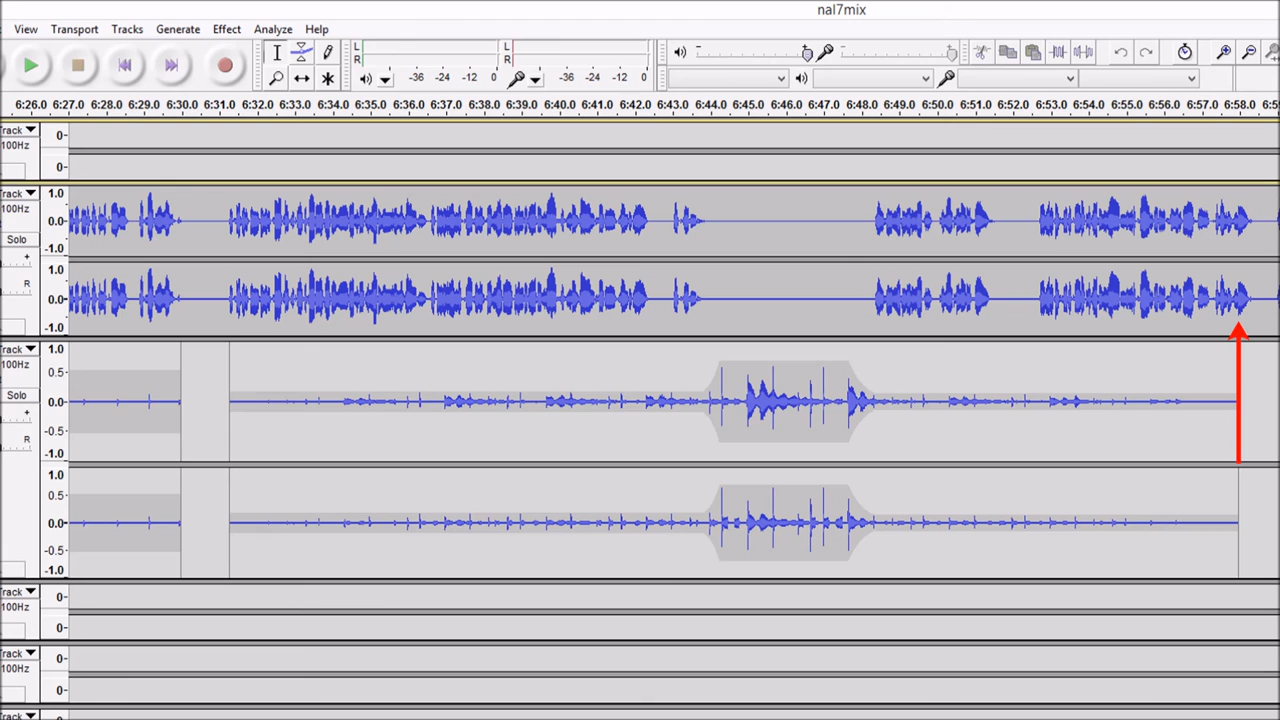 nal7mix
View Transport Tracks Generate Effect Analyze Help
L
R
-36 -24 -12 0
L
R
-36 -24 -12 0
6:26.0 6:27.0 6:28.0 6:29.0 6:30.0 6:31.0 6:32.0 6:33.0 6:34.0 6:35.0 6:36.0 6:37.0 6:38.0 6:39.0 6:40.0 6:41.0 6:42.0 6:43.0 6:44.0 6:45.0 6:46.0 6:47.0 6:48.0 6:49.0 6:50.0 6:51.0 6:52.0 6:53.0 6:54.0 6:55.0 6:56.0 6:57.0 6:58.0 6:5
Track
100Hz
0-
0-
Track
100Hz
Solo
+
R
1.0
0.0-
-1.0
1.0
0.0-
-1.0
Track
100Hz
Solo
+
R
1.0
0.5-
0.0-
-0.5-
-1.0
1.0
0.5-
0.0-
-0.5-
-1.0
Track
100Hz
0-
0-
Track
100Hz
0-
0-
Track